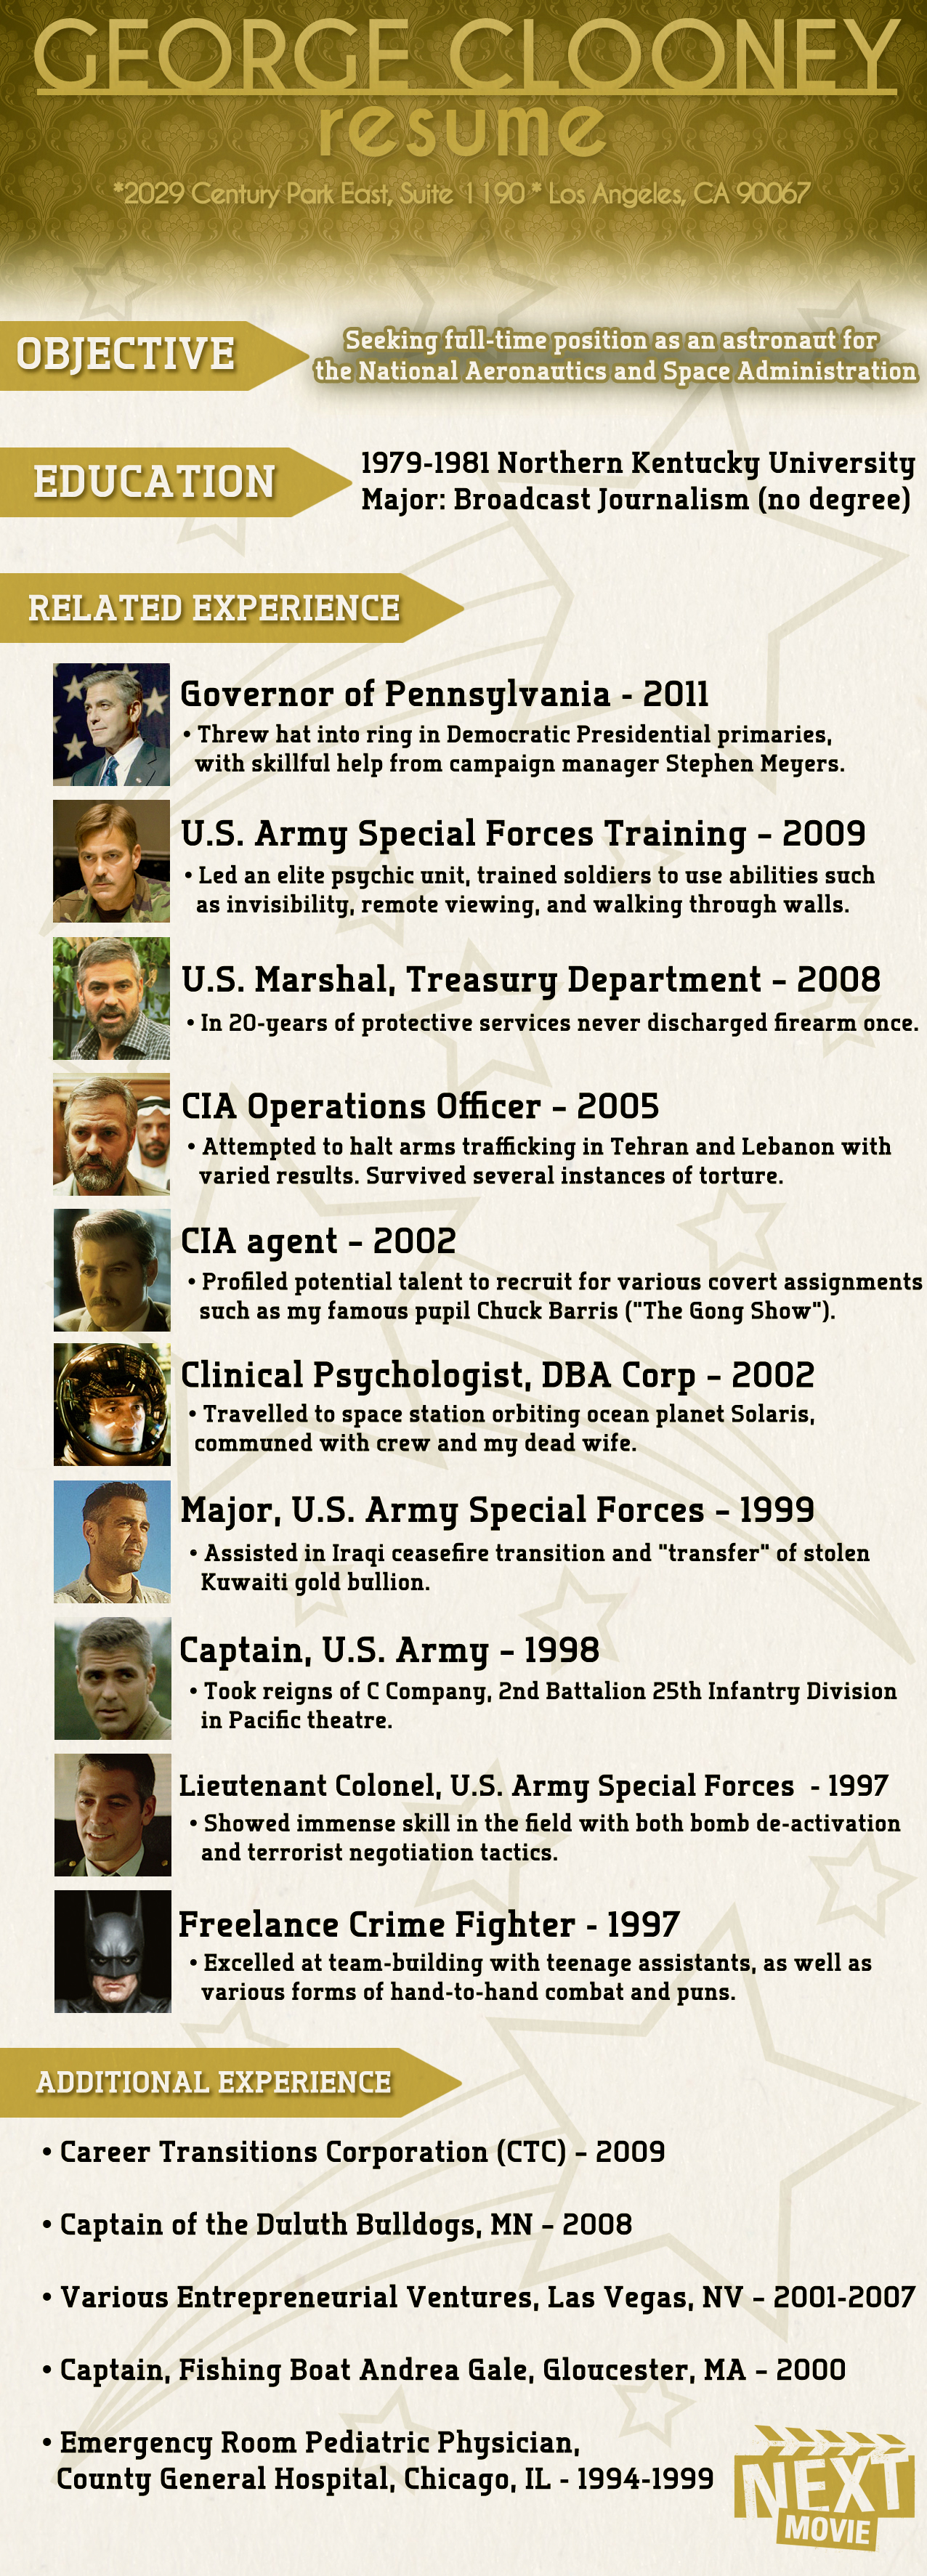 GEORGE CLOONEY
resume
*2029 Century Park East, Suite 1190 * Los Angeles, CA 90067
OBJECTIVE
Seeking full-time position as an astronaut for
the National Aeronautics and Space Administration
EDUCATION
1979-1981 Northern Kentucky University
Major: Broadcast Journalism (no degree)
RELATED EXPERIENCE
Governor of Pennsylvania - 2011
• Threw hat into ring in Democratic Presidential primaries,
with skillful help from campaign manager Stephen Meyers.
U.S. Army Special Forces Training – 2009
• Led an elite psychic unit, trained soldiers to use abilities such
as invisibility, remote viewing, and walking through walls.
U.S. Marshal, Treasury Department – 2008
• In 20-years of protective services never discharged firearm once.
CIA Operations Officer – 2005
• Attempted to halt arms trafficking in Tehran and Lebanon with
varied results. Survived several instances of torture.
CIA agent – 2002
• Profiled potential talent to recruit for various covert assignments
such as my famous pupil Chuck Barris ("The Gong Show").
Clinical Psychologist, DBA Corp – 2002
• Travelled to space station orbiting ocean planet Solaris,
communed with crew and my dead wife.
Major, U.S. Army Special Forces – 1999
• Assisted in Iraqi ceasefire transition and "transfer" of stolen
Kuwaiti gold bullion.
Captain, U.S. Army – 1998
• Took reigns of C Company, 2nd Battalion 25th Infantry Division
in Pacific theatre.
Lieutenant Colonel, U.S. Army Special Forces - 1997
• Showed immense skill in the field with both bomb de-activation
and terrorist negotiation tactics.
Freelance Crime Fighter - 1997
• Excelled at team-building with teenage assistants, as well as
various forms of hand-to-hand combat and puns.
ADDITIONAL EXPERIENCE
• Career Transitions Corporation (CTC) – 2009
• Captain of the Duluth Bulldogs, MN – 2008
• Various Entrepreneurial Ventures, Las Vegas, NV – 2001-2007
• Captain, Fishing Boat Andrea Gale, Gloucester, MA – 2000
• Emergency Room Pediatric Physician,
County General Hospital, Chicago, IL - 1994-1999
NEXT
MOVIE